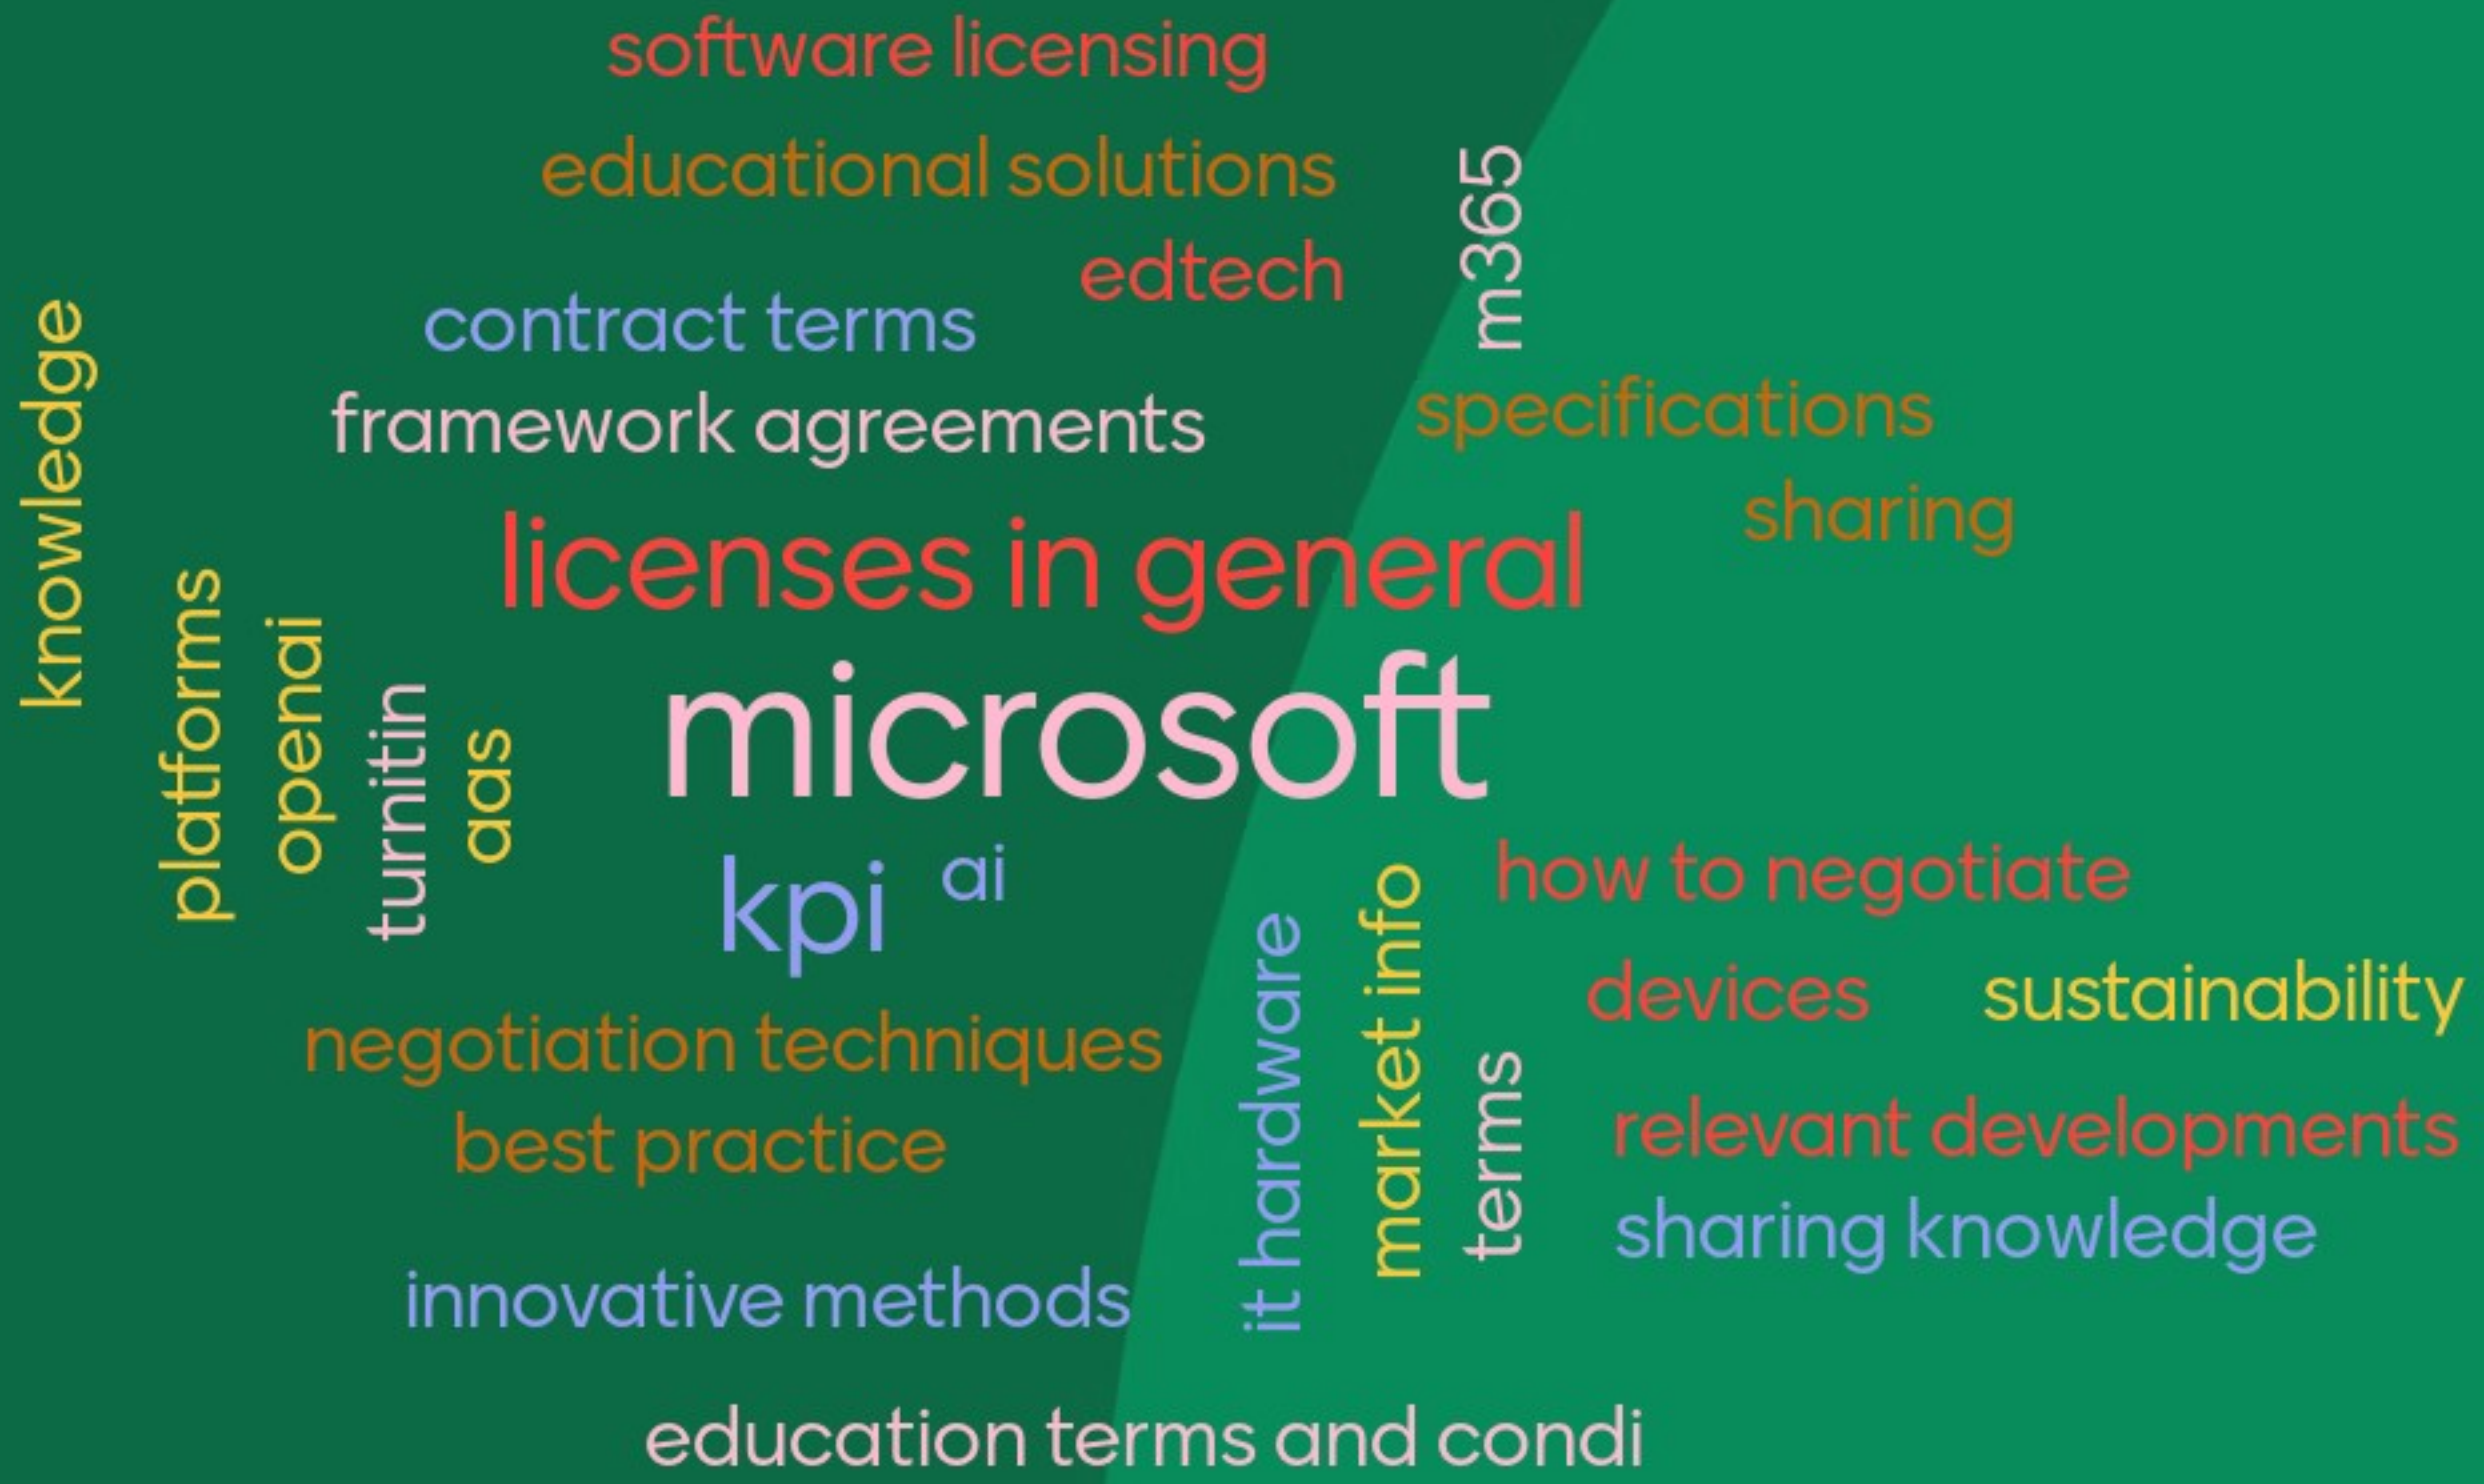 software licensing
educational solutions
m365
edtech
contract terms
knowledge
framework agreements
specifications
sharing
licenses in general
platforms
openai
turnitin
aas
microsoft
kpi
ai
how to negotiate
it hardware
market info
devices
sustainability
negotiation techniques
terms
relevant developments
best practice
sharing knowledge
innovative methods
education terms and condi